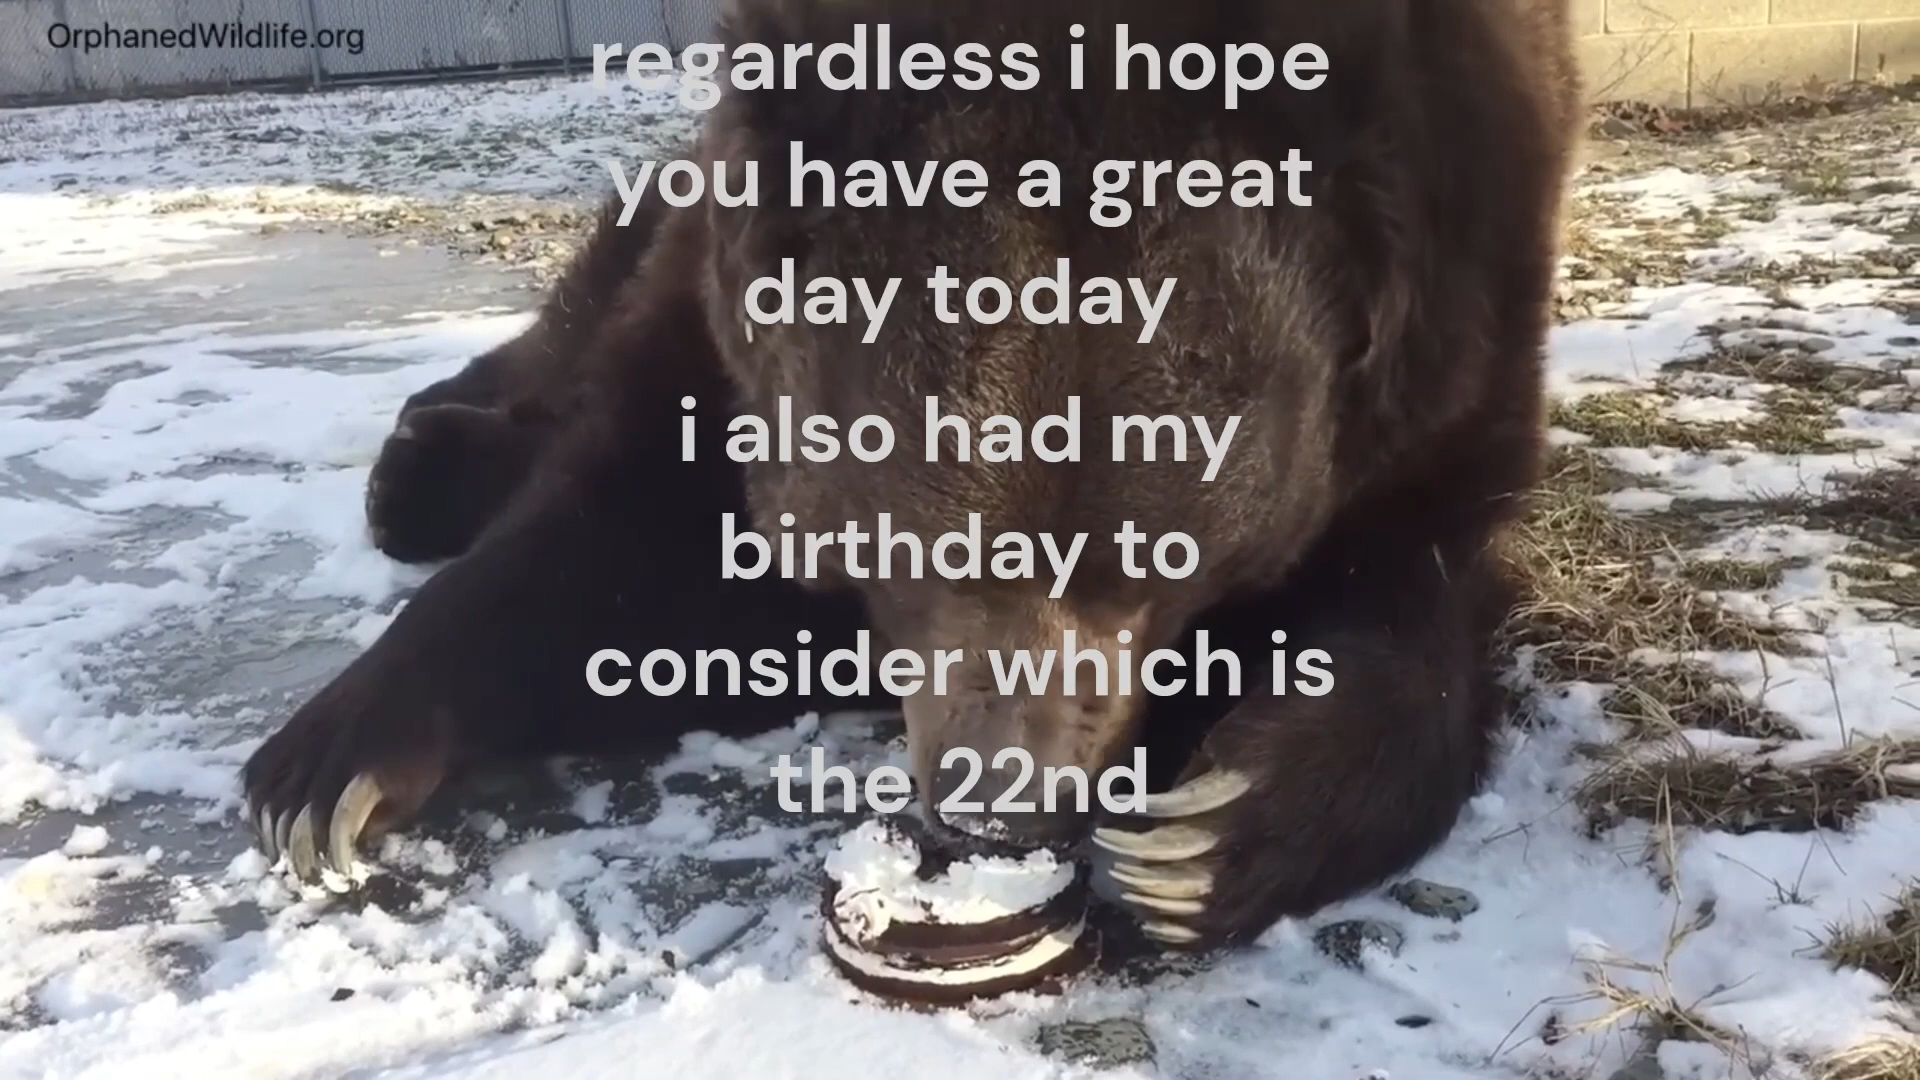 OrphanedWildlife.org
regardless i hope
you have a great
day today
i also had my
birthday to
consider which is
the 22nd